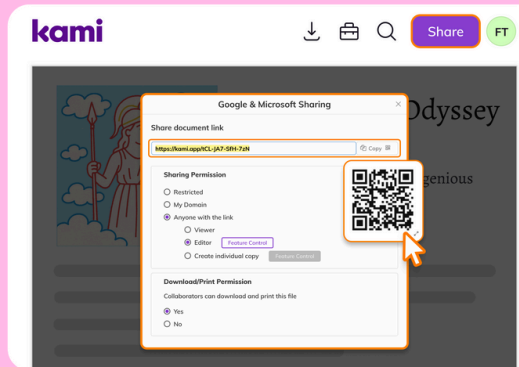 kami
Share
FT
Odyssey
genious
Google & Microsoft Sharing
Share document link
https://kami.app/tCL-JA7-SfH-7zN
Copy
Sharing Permission
Restricted
My Domain
Anyone with the link
Viewer
Editor Feature Control
Create individual copy Feature Control
Download/Print Permission
Collaborators can download and print this file
Yes
No